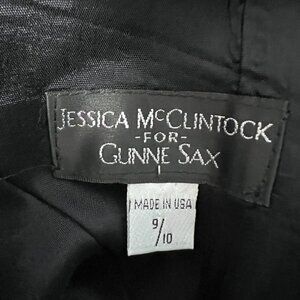 JESSICA McCLINTOCK
-FOR-
GUNNE SAX
MADE IN USA
9/10